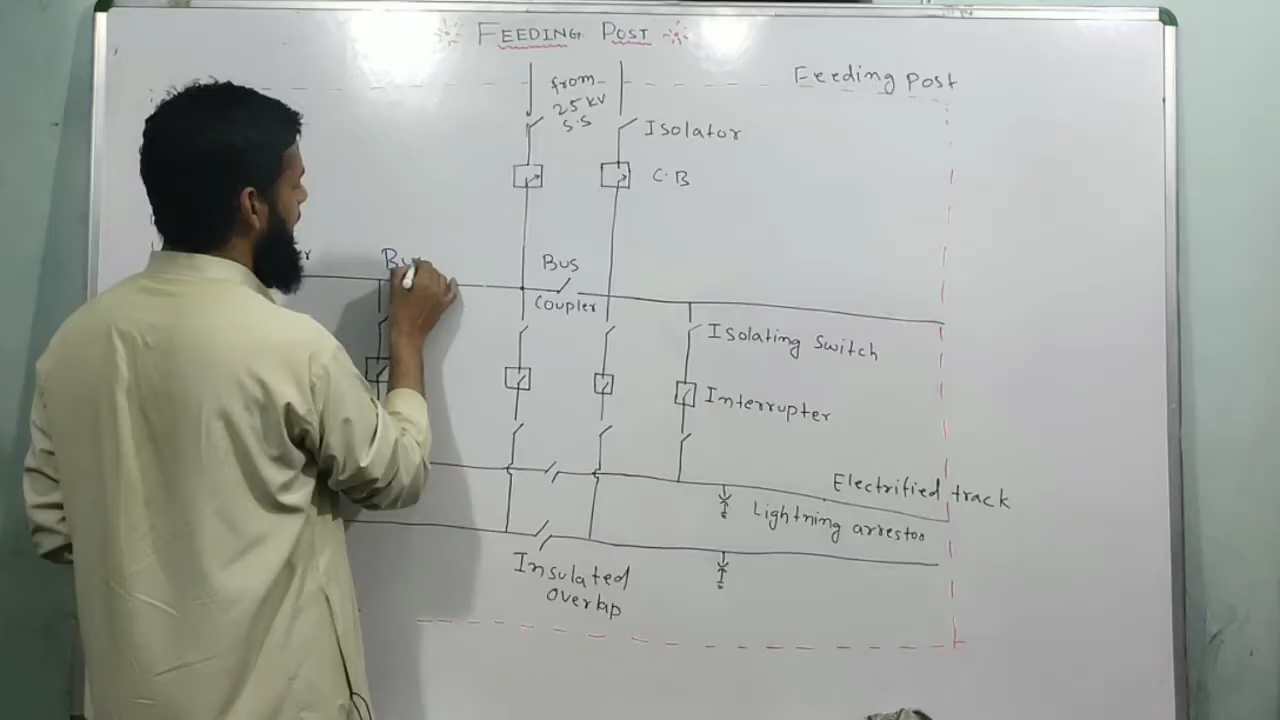 FEEDING POST
Feeding post
from
25 KV
S.S
Isolator
C.B
Bus
Bus
Coupler
Isolating Switch
Interrupter
Electrified track
Lightning arrestoo
Insulated
overlap